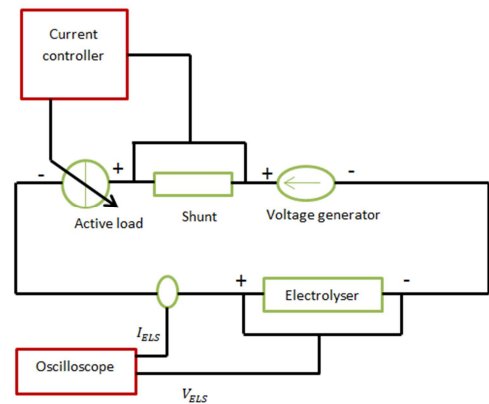 Current
controller
- + + -
Active load
Shunt
Voltage generator
+ -
Electrolyser
I_ELS
Oscilloscope
V_ELS